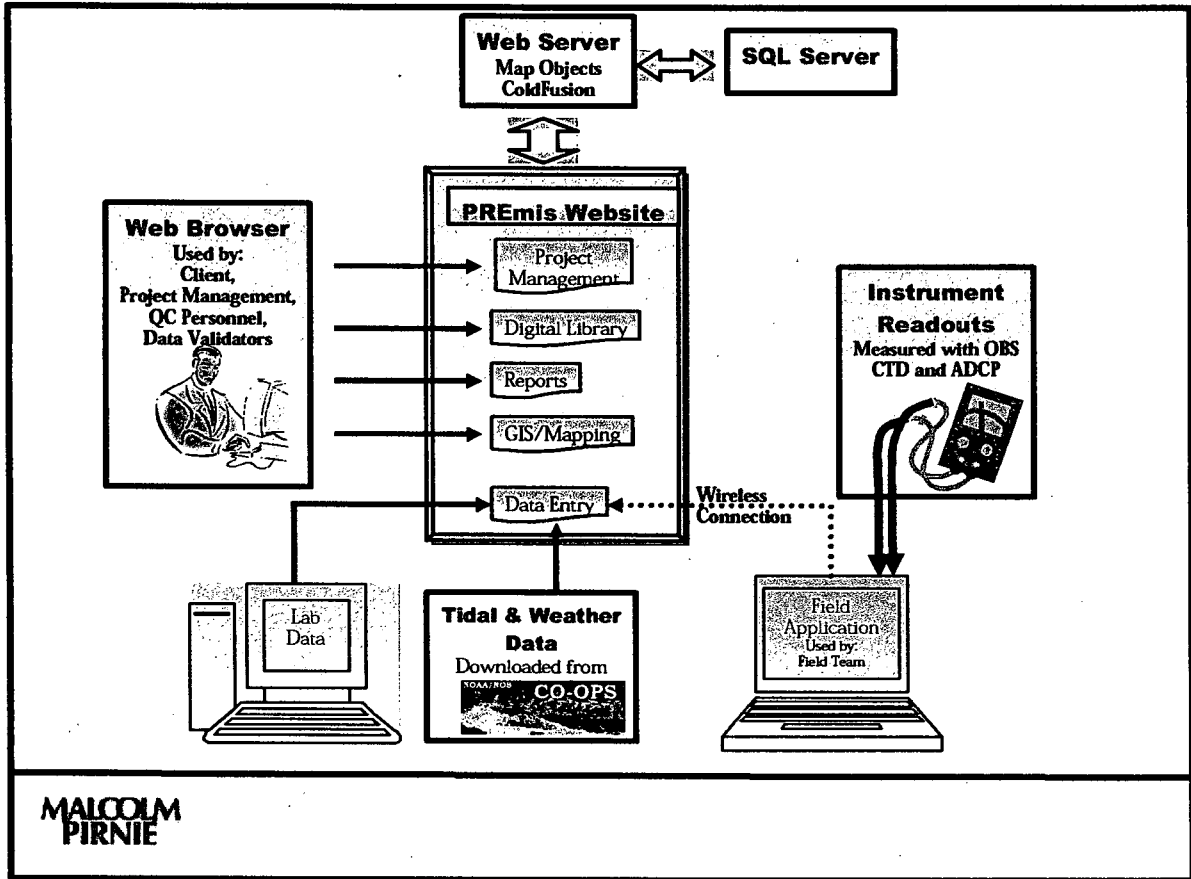 Web Server
Map Objects
ColdFusion
SQL Server
PREmis Website
Project
Management
Digital Library
Reports
GIS/Mapping
Data Entry
Web Browser
Used by:
Client,
Project Management,
QC Personnel,
Data Validators
Instrument
Readouts
Measured with OBS
CTD and ADCP
Wireless
Connection
Lab
Data
Tidal & Weather
Data
Downloaded from
NOAA/NOS
CO-OPS
Field
Application
Used by:
Field Team
MALCOLM
PIRNIE